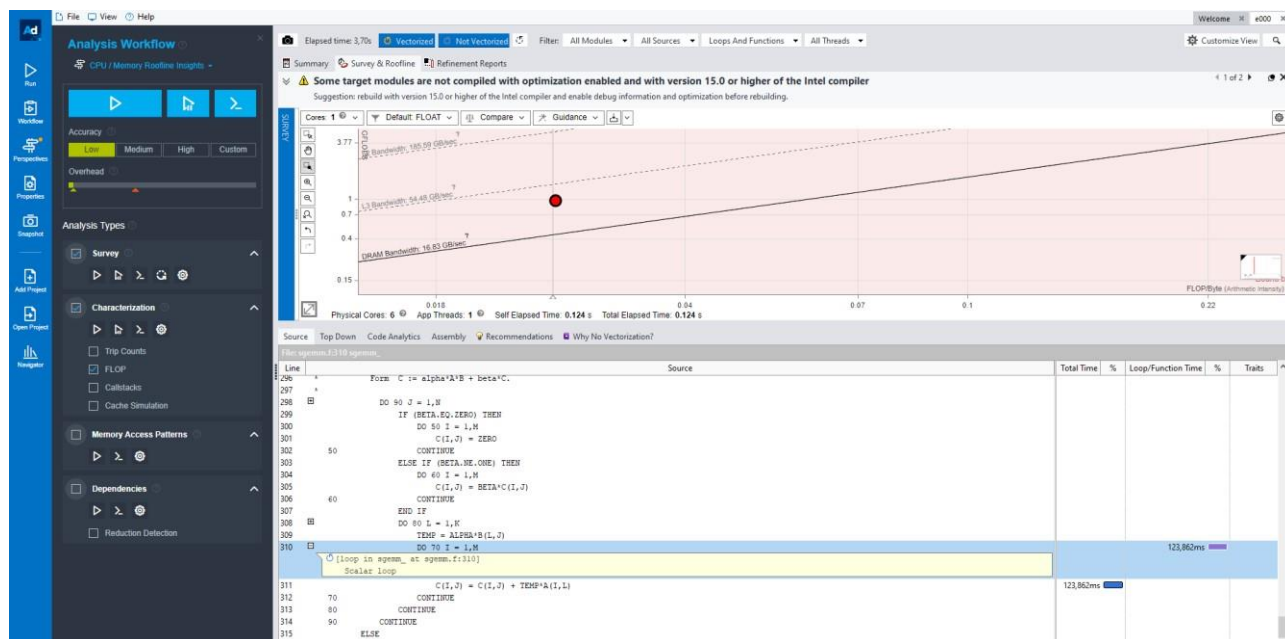 File View Help
Welcome
e000
Ad
Analysis Workflow
CPU / Memory Roofline Insights
Run
Workflow
Perspectives
Properties
Snapshot
Add Project
Open Project
Navigator
Accuracy
Low Medium High Custom
Overhead
Analysis Types
Survey
Characterization
Trip Counts
FLOP
Callstacks
Cache Simulation
Memory Access Patterns
Dependencies
Reduction Detection
Elapsed time: 3,70s Vectorized Not Vectorized Filter: All Modules All Sources Loops And Functions All Threads Customize View
Summary Survey & Roofline Refinement Reports
Some target modules are not compiled with optimization enabled and with version 15.0 or higher of the Intel compiler
1 of 2
Suggestion: rebuild with version 15.0 or higher of the Intel compiler and enable debug information and optimization before rebuilding.
SURVEY
Cores: 1 Default: FLOAT Compare Guidance
3.77
Bandwidth: 185.59 GB/sec
?
1
L3 Bandwidth: 54.48 GB/sec
?
0.7
0.4
DRAM Bandwidth: 16.83 GB/sec
?
0.15
FLOP/Byte (Arithmetic Intensity)
0.018 0.04 0.07 0.1 0.22
Physical Cores: 6 App Threads: 1 Self Elapsed Time: 0.124 s Total Elapsed Time: 0.124 s
Source Top Down Code Analytics Assembly Recommendations Why No Vectorization?
File: sgemm.f:310 sgemm_
Line Source Total Time % Loop/Function Time % Traits
296 * Form C := alpha*A*B + beta*C.
297 *
298 DO 90 J = 1,N
299 IF (BETA.EQ.ZERO) THEN
300 DO 50 I = 1,M
301 C(I,J) = ZERO
302 50 CONTINUE
303 ELSE IF (BETA.NE.ONE) THEN
304 DO 60 I = 1,M
305 C(I,J) = BETA*C(I,J)
306 60 CONTINUE
307 END IF
308 DO 80 L = 1,K
309 TEMP = ALPHA*B(L,J)
310 DO 70 I = 1,M 123,862ms
[loop in sgemm_ at sgemm.f:310]
Scalar loop
311 C(I,J) = C(I,J) + TEMP*A(I,L) 123,862ms
312 70 CONTINUE
313 80 CONTINUE
314 90 CONTINUE
315 ELSE